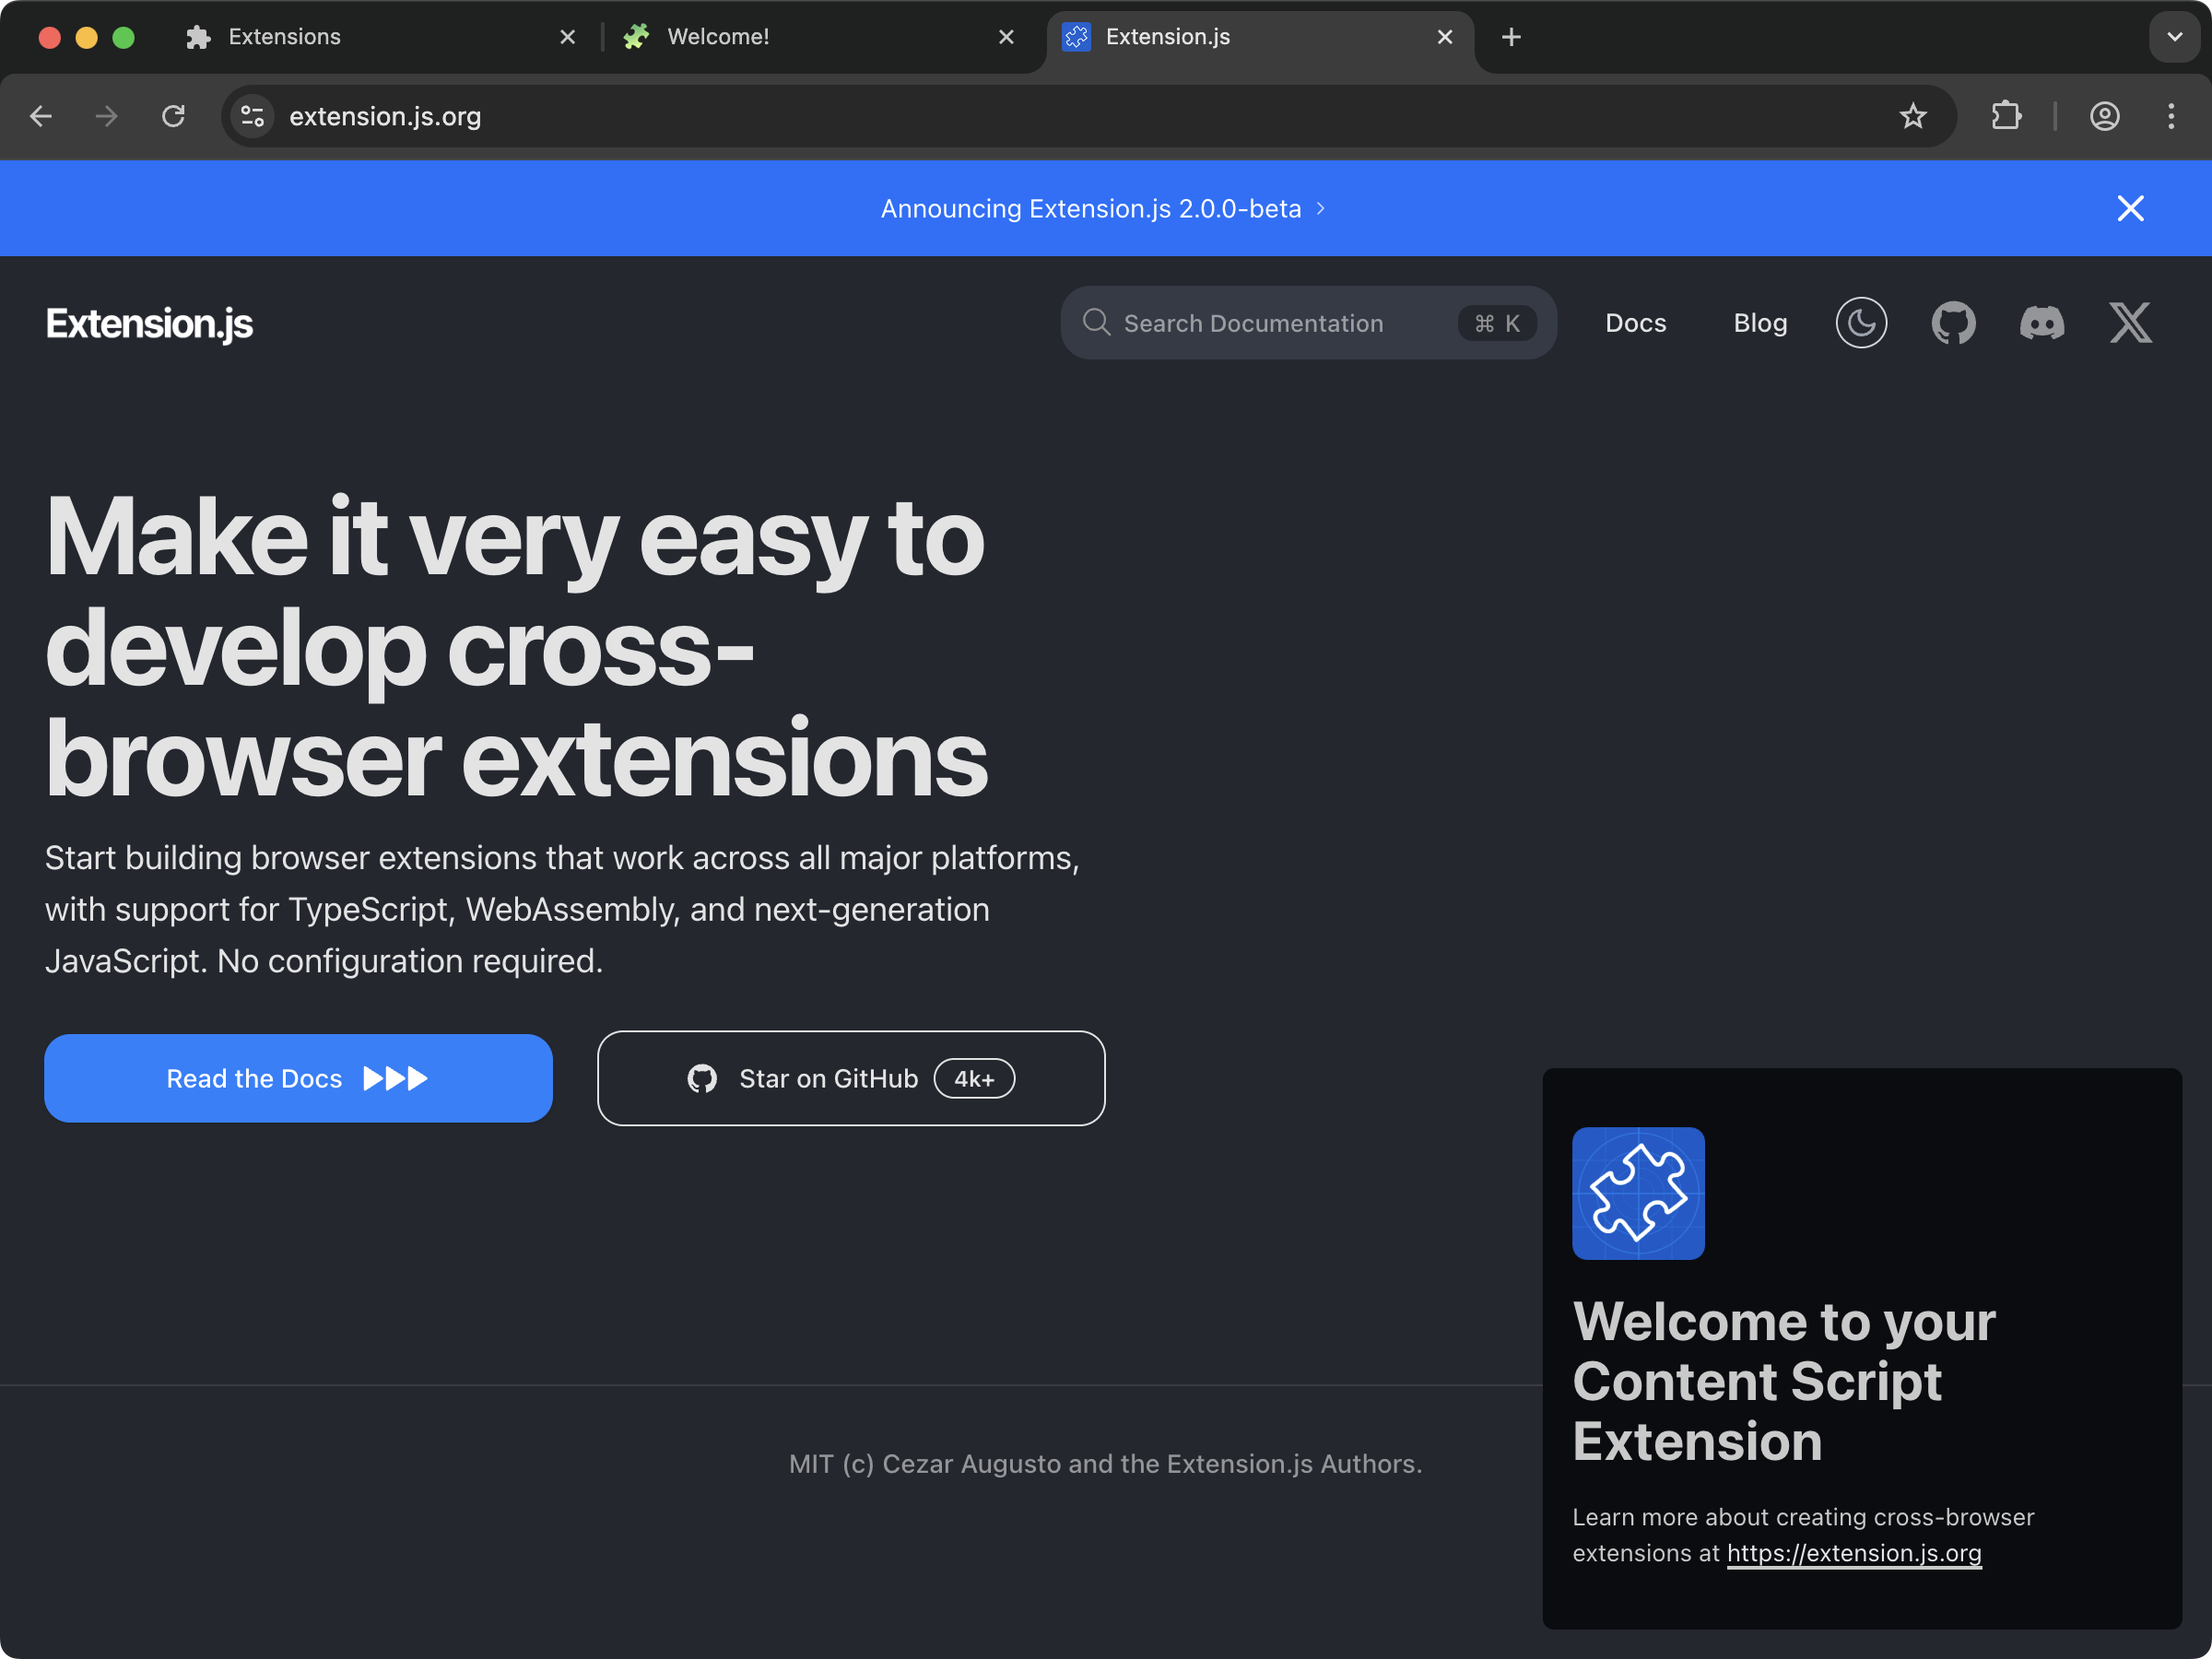 Extensions
Welcome!
Extension.js
extension.js.org
Announcing Extension.js 2.0.0-beta
Extension.js
Search Documentation
⌘ K
Docs
Blog
Make it very easy to
develop cross-
browser extensions
Start building browser extensions that work across all major platforms,
with support for TypeScript, WebAssembly, and next-generation
JavaScript. No configuration required.
Read the Docs
Star on GitHub 4k+
Welcome to your
Content Script
Extension
Learn more about creating cross-browser
extensions at https://extension.js.org
MIT (c) Cezar Augusto and the Extension.js Authors.